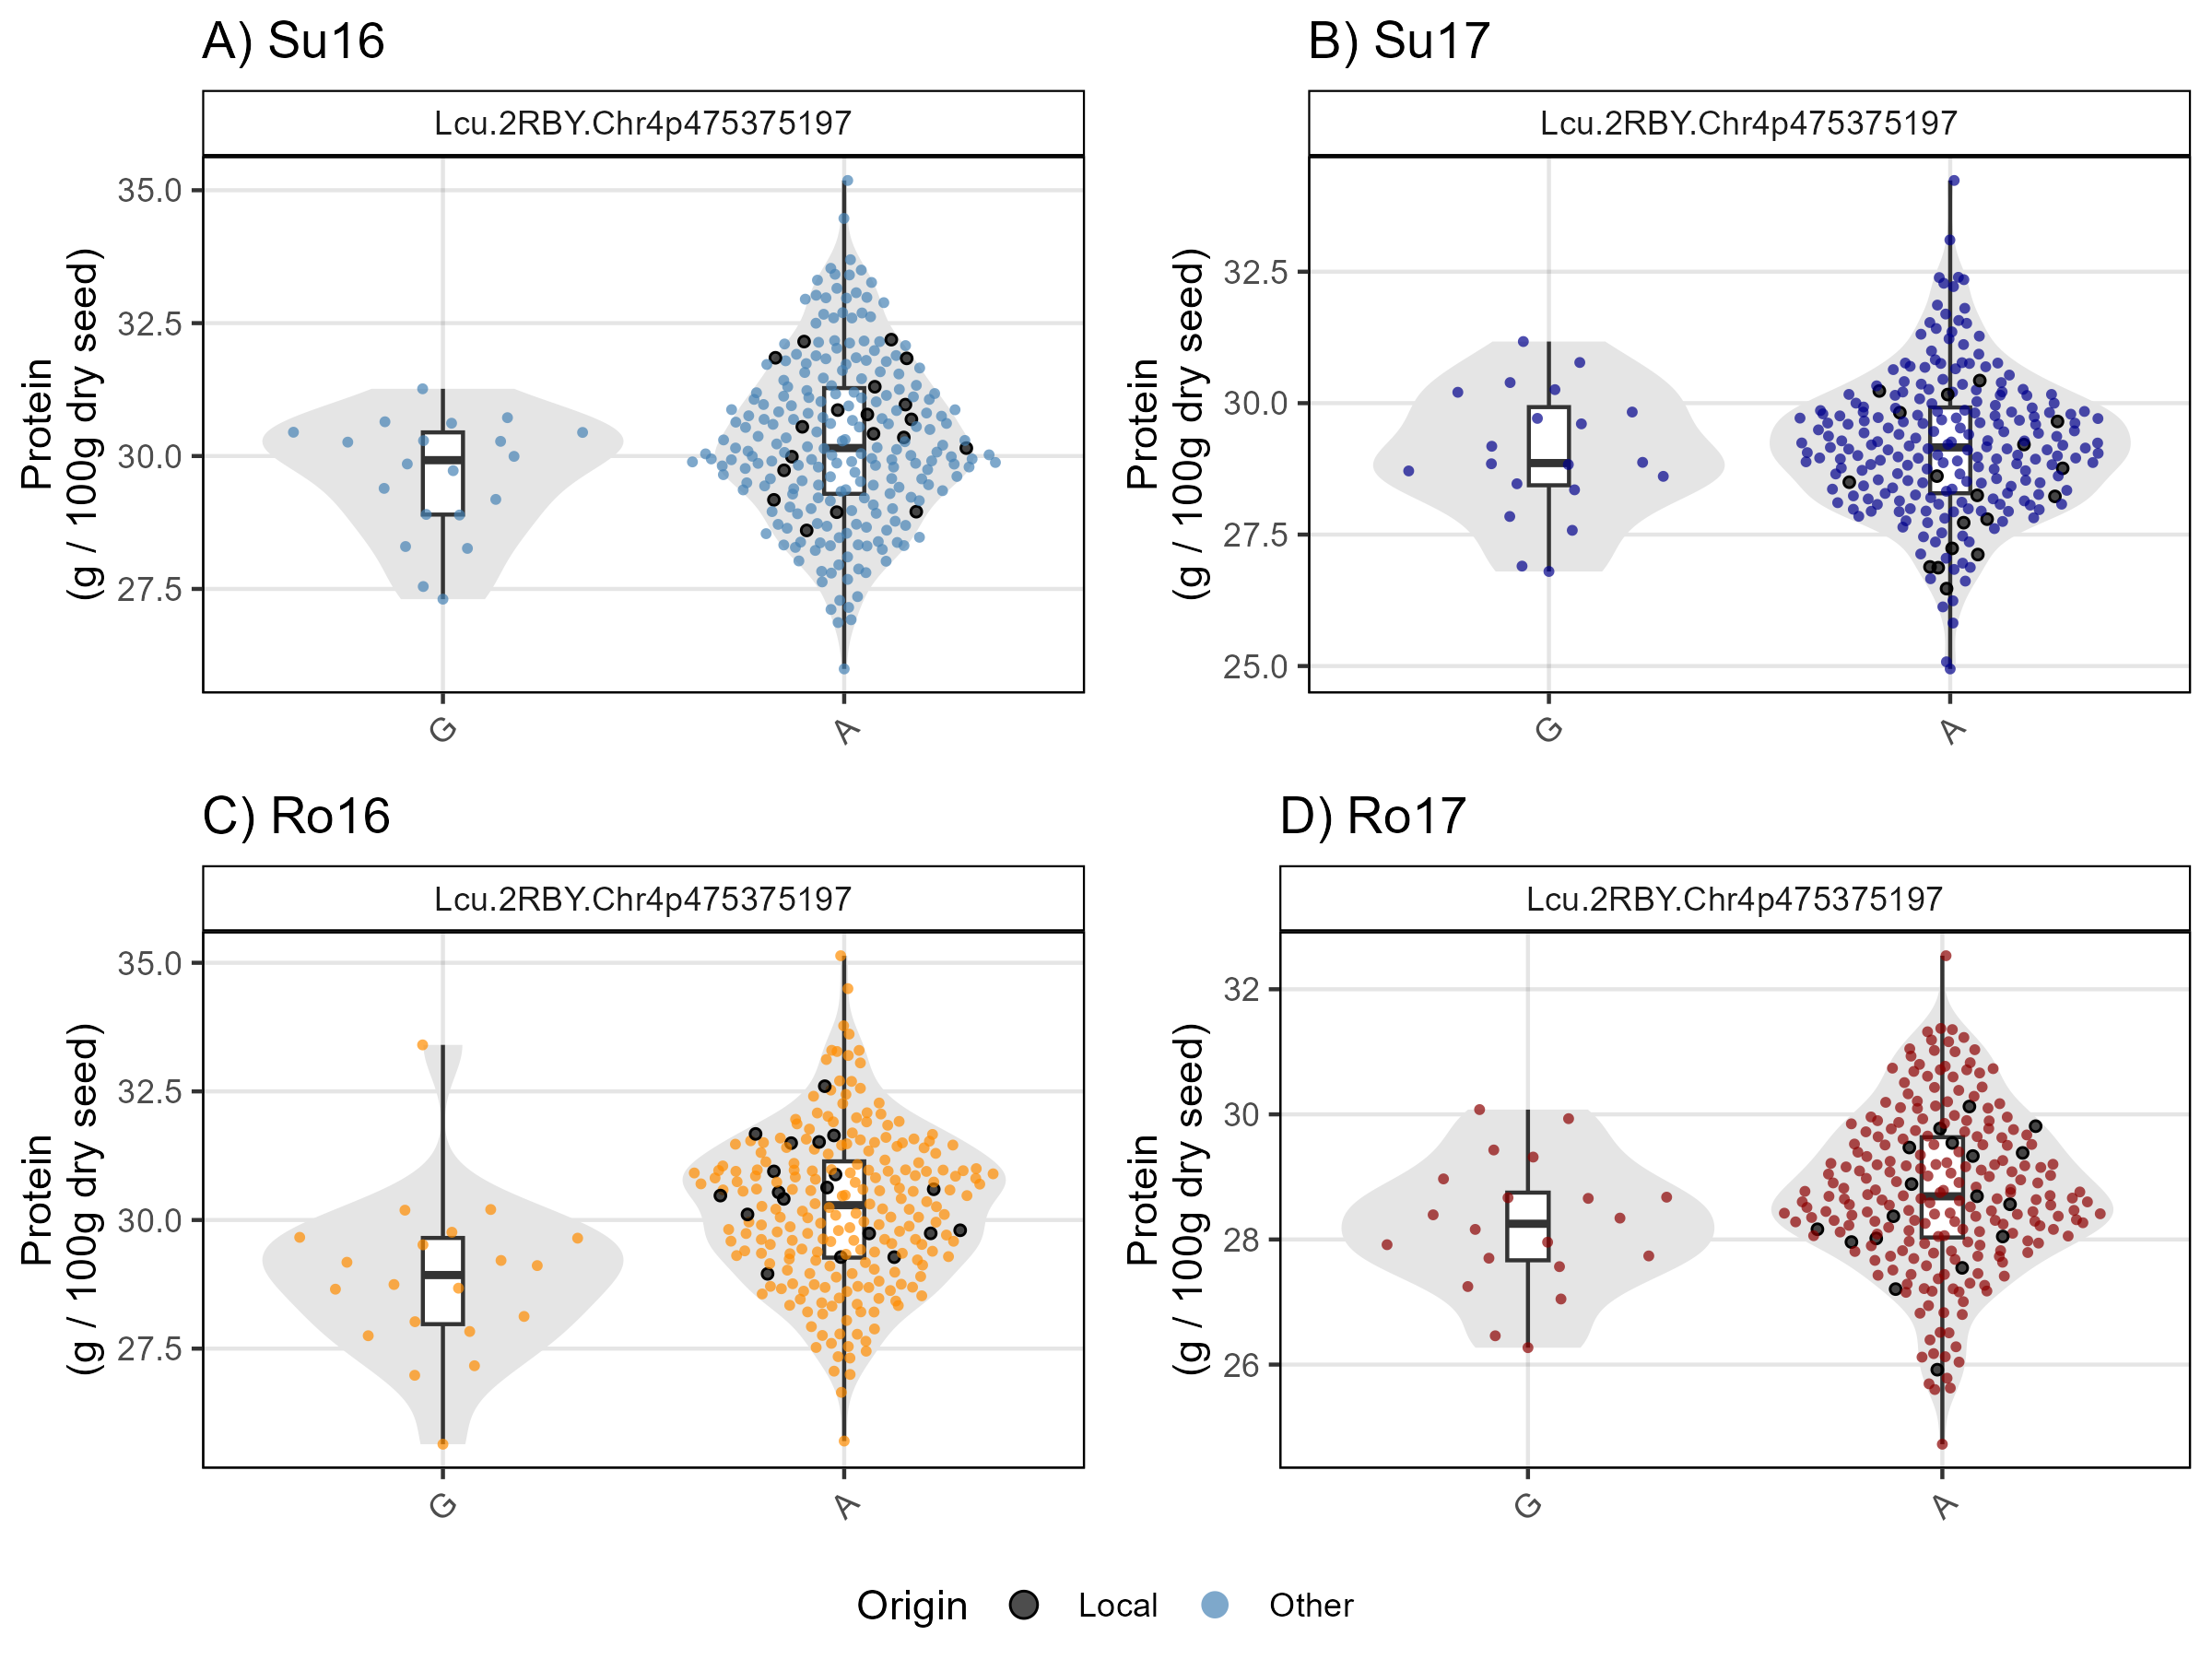 A) Su16
Lcu.2RBY.Chr4p475375197
Protein
(g / 100g dry seed)
35.0
32.5
30.0
27.5
G
A
B) Su17
Lcu.2RBY.Chr4p475375197
Protein
(g / 100g dry seed)
32.5
30.0
27.5
25.0
G
A
C) Ro16
Lcu.2RBY.Chr4p475375197
Protein
(g / 100g dry seed)
35.0
32.5
30.0
27.5
G
A
D) Ro17
Lcu.2RBY.Chr4p475375197
Protein
(g / 100g dry seed)
32
30
28
26
G
A
Origin Local Other